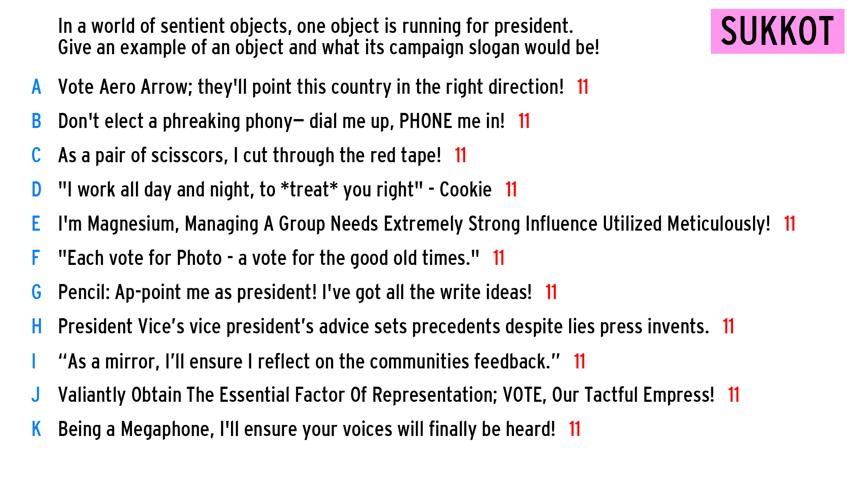 In a world of sentient objects, one object is running for president.
Give an example of an object and what its campaign slogan would be!
SUKKOT
A Vote Aero Arrow; they'll point this country in the right direction! 11
B Don't elect a phreaking phony– dial me up, PHONE me in! 11
C As a pair of scisscors, I cut through the red tape! 11
D "I work all day and night, to *treat* you right" - Cookie 11
E I'm Magnesium, Managing A Group Needs Extremely Strong Influence Utilized Meticulously! 11
F "Each vote for Photo - a vote for the good old times." 11
G Pencil: Ap-point me as president! I've got all the write ideas! 11
H President Vice’s vice president’s advice sets precedents despite lies press invents. 11
I “As a mirror, I’ll ensure I reflect on the communities feedback.” 11
J Valiantly Obtain The Essential Factor Of Representation; VOTE, Our Tactful Empress! 11
K Being a Megaphone, I'll ensure your voices will finally be heard! 11